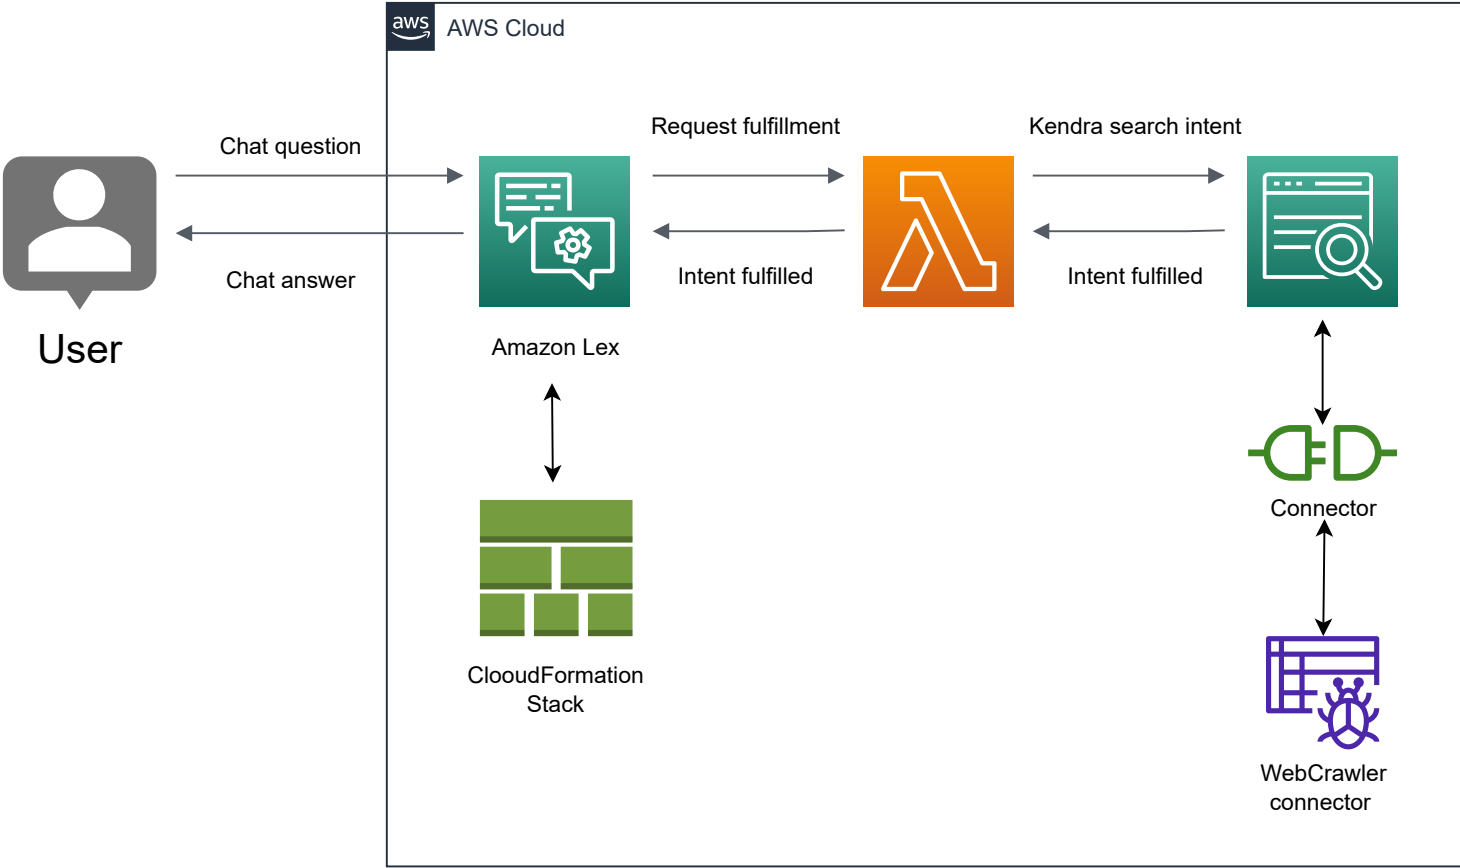 aws
AWS Cloud
Chat question
Request fulfillment
Kendra search intent
Chat answer
Intent fulfilled
Intent fulfilled
User
Amazon Lex
Connector
ClooudFormation
Stack
WebCrawler
connector